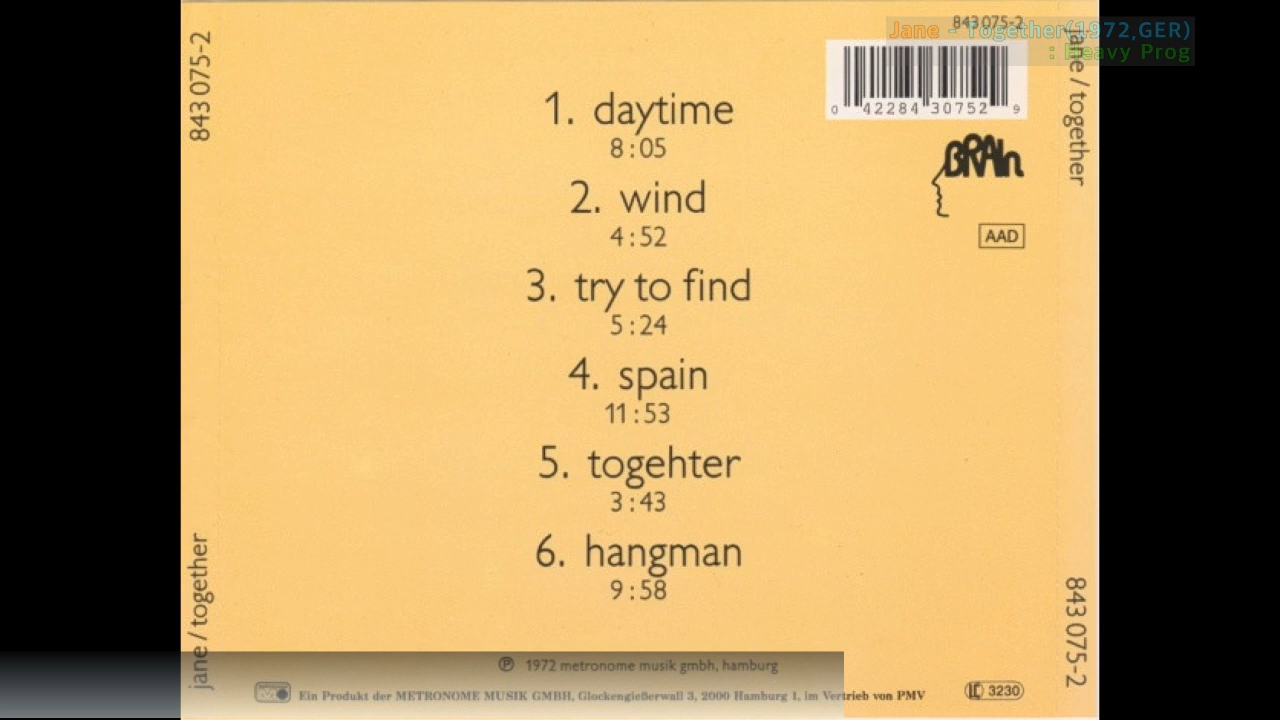 843 075-2
Jane - Together(1972,GER)
: Heavy Prog
0 42284 30752 9
BRAIn
AAD
843 075-2
jane / together
1. daytime
8:05
2. wind
4:52
3. try to find
5:24
4. spain
11:53
5. togehter
3:43
6. hangman
9:58
jane / together
843 075-2
℗ 1972 metronome musik gmbh, hamburg
Ein Produkt der METRONOME MUSIK GMBH, Glockengießerwall 3, 2000 Hamburg 1, im Vertrieb von PMV
LC 3230